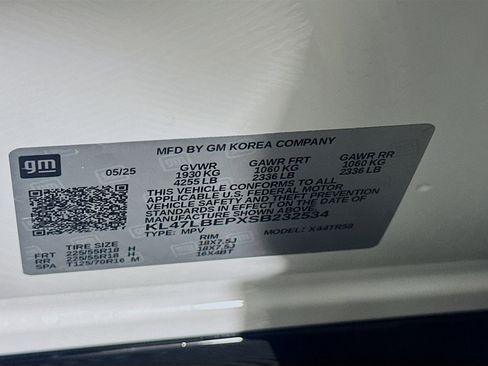 MFD BY GM KOREA COMPANY
gm
05/25
GVWR GAWR FRT GAWR RR
1930 KG 1060 KG 1060 KG
4255 LB 2336 LB 2336 LB
THIS VEHICLE CONFORMS TO ALL
APPLICABLE U.S. FEDERAL MOTOR
VEHICLE SAFETY AND THEFT PREVENTION
STANDARDS IN EFFECT ON THE DATE OF
MANUFACTURE SHOWN ABOVE.
KL47LBEPXSB232534
TYPE: MPV MODEL: X44TR58
TIRE SIZE RIM
FRT 225/55R18 H 18X7.5J
RR 225/55R18 H 18X7.5J
SPA T125/70R16 M 16X4BT